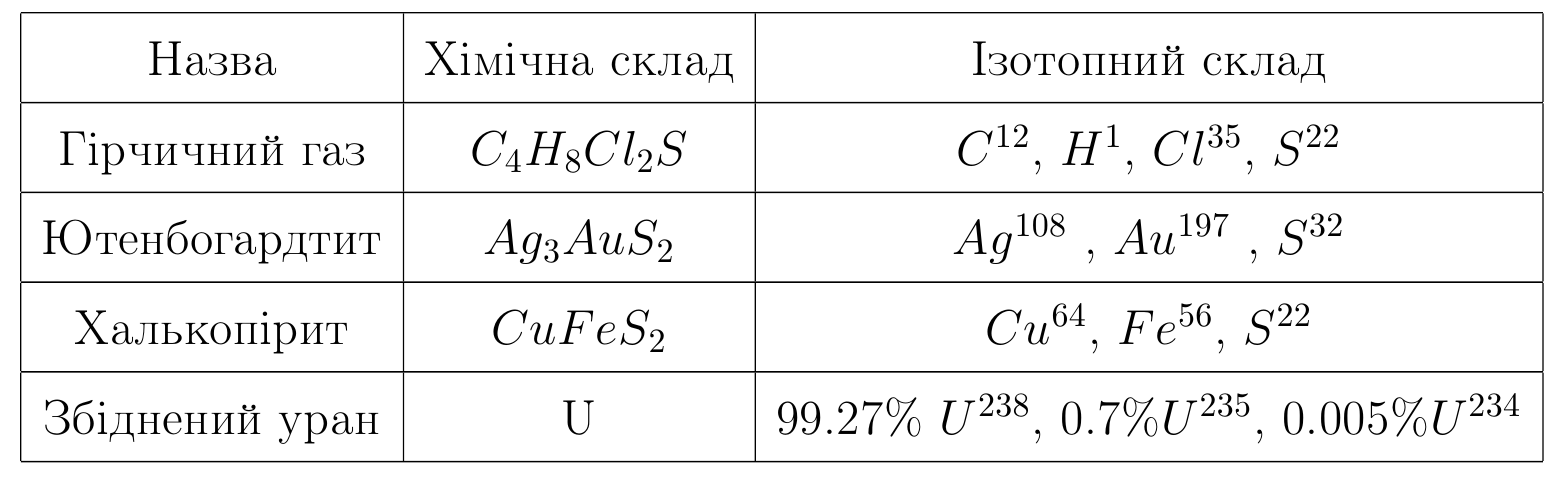 Назва Хімічна склад Ізотопний склад
Гірчичний газ C₄H₈Cl₂S C¹², H¹, Cl³⁵, S²²
Ютенбогардтит Ag₃AuS₂ Ag¹⁰⁸ , Au¹⁹⁷ , S³²
Халькопірит CuFeS₂ Cu⁶⁴, Fe⁵⁶, S²²
Збіднений уран U 99.27% U²³⁸, 0.7%U²³⁵, 0.005%U²³⁴